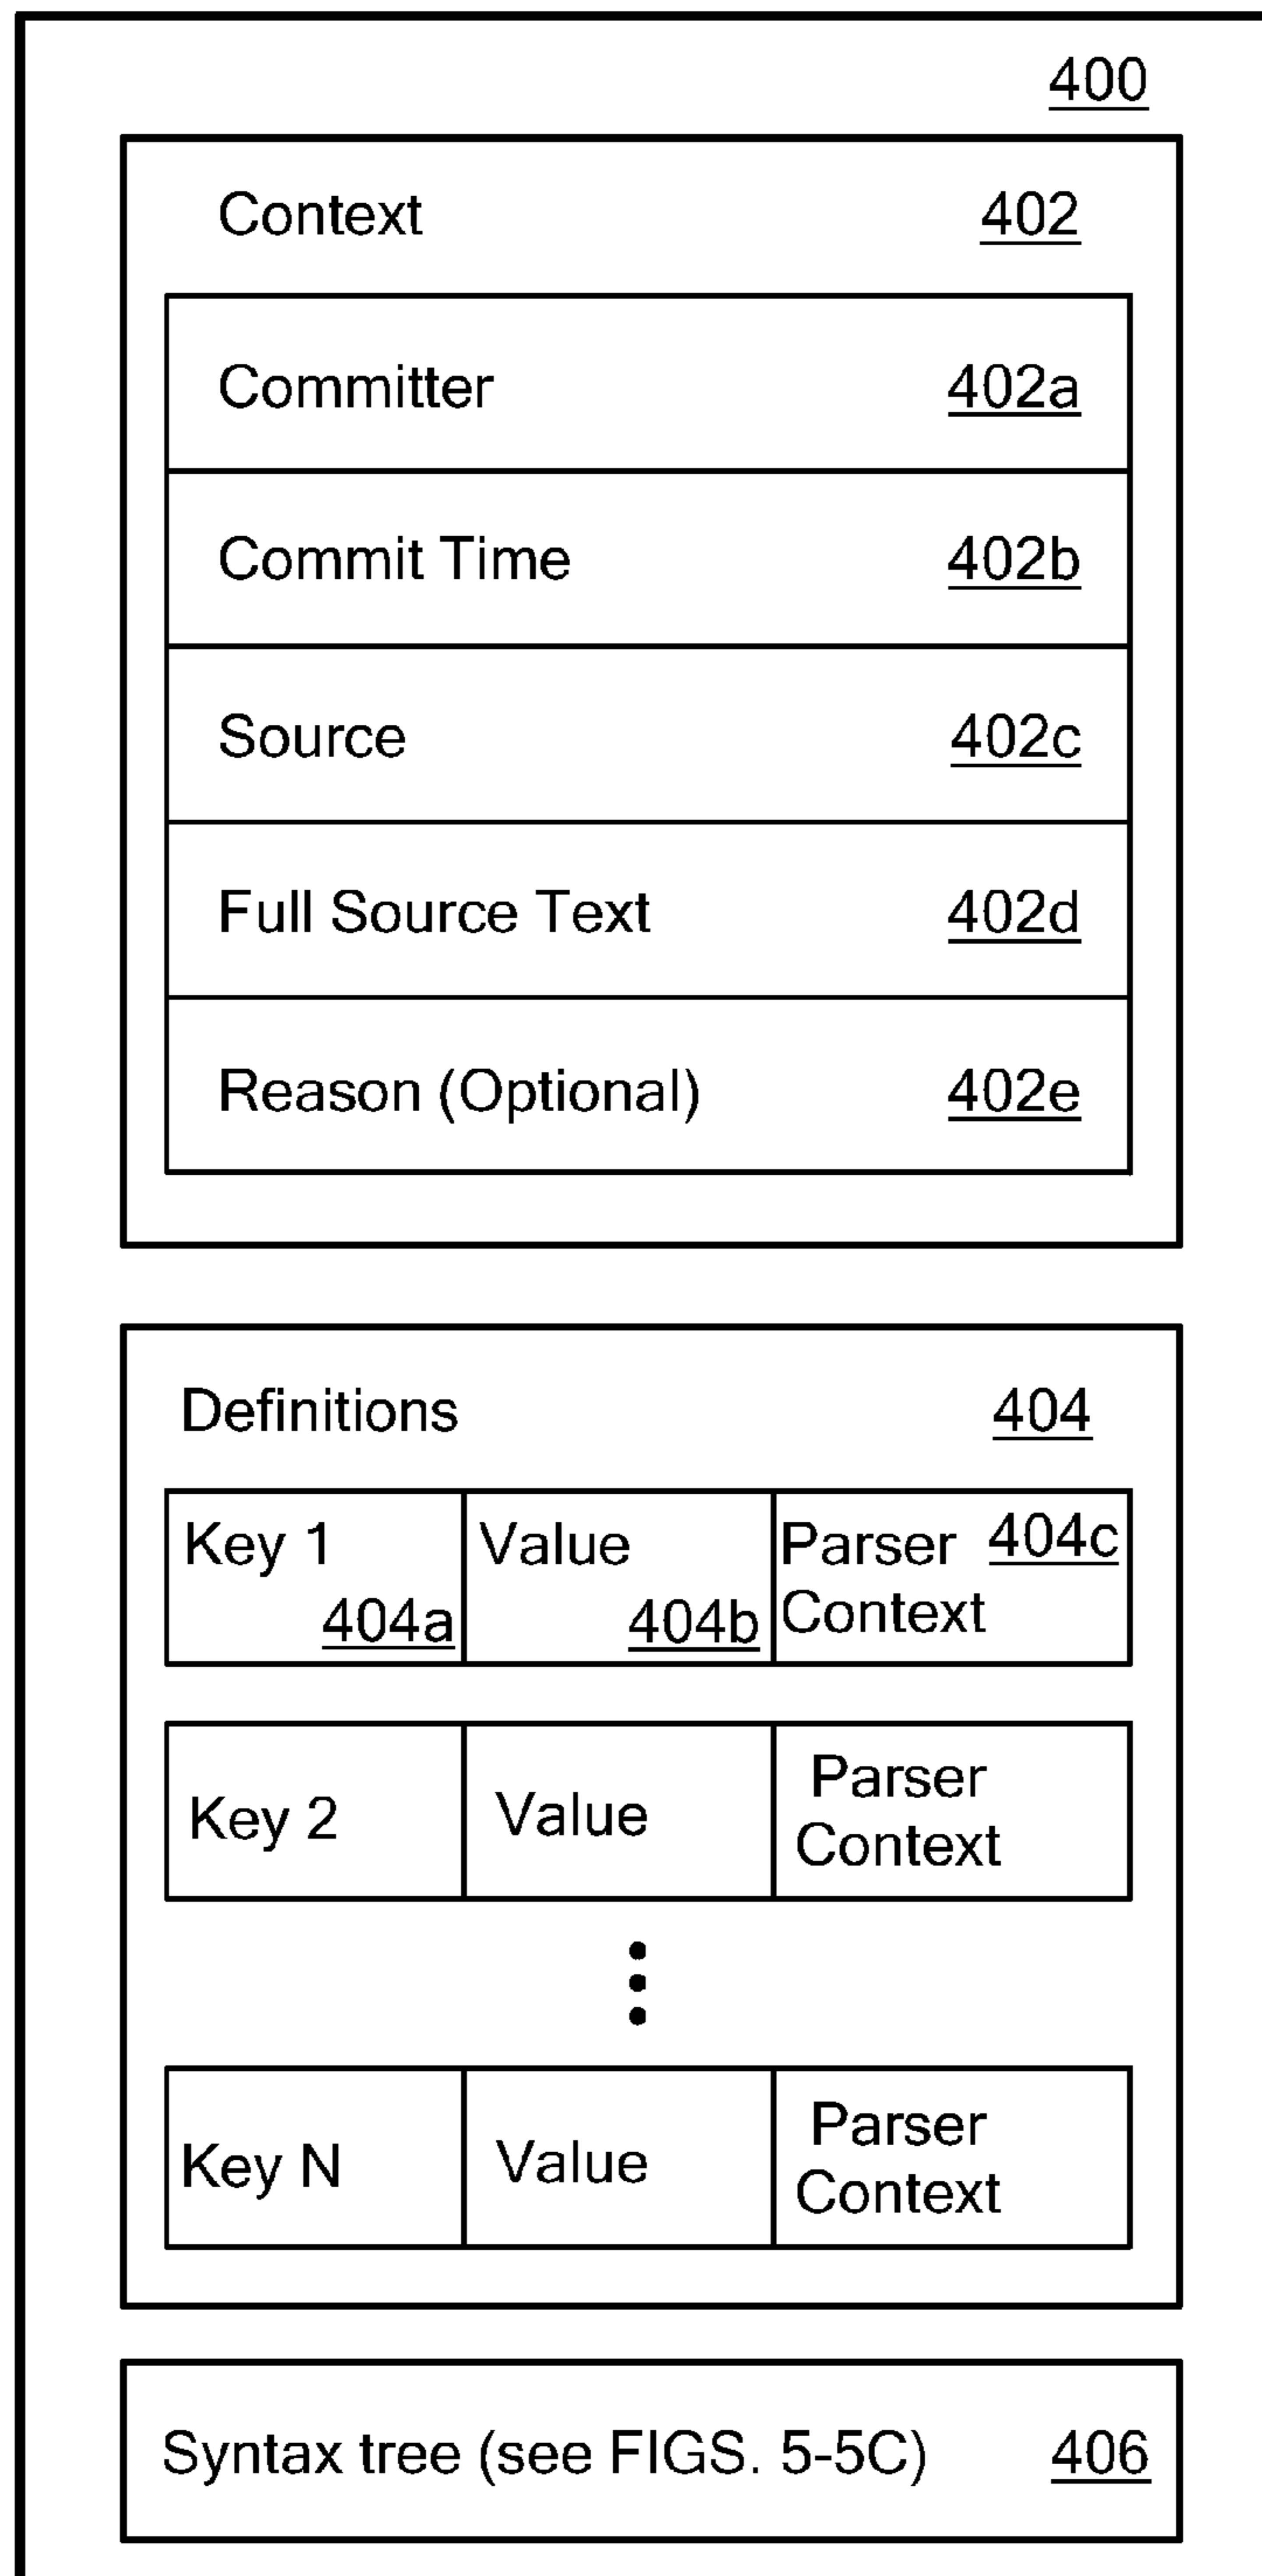 400
Context 402
Committer 402a
Commit Time 402b
Source 402c
Full Source Text 402d
Reason (Optional) 402e
Definitions 404
Key 1 404a
Value 404b
Parser 404c
Context
Key 2
Value
Parser
Context
Key N
Value
Parser
Context
Syntax tree (see FIGS. 5-5C) 406